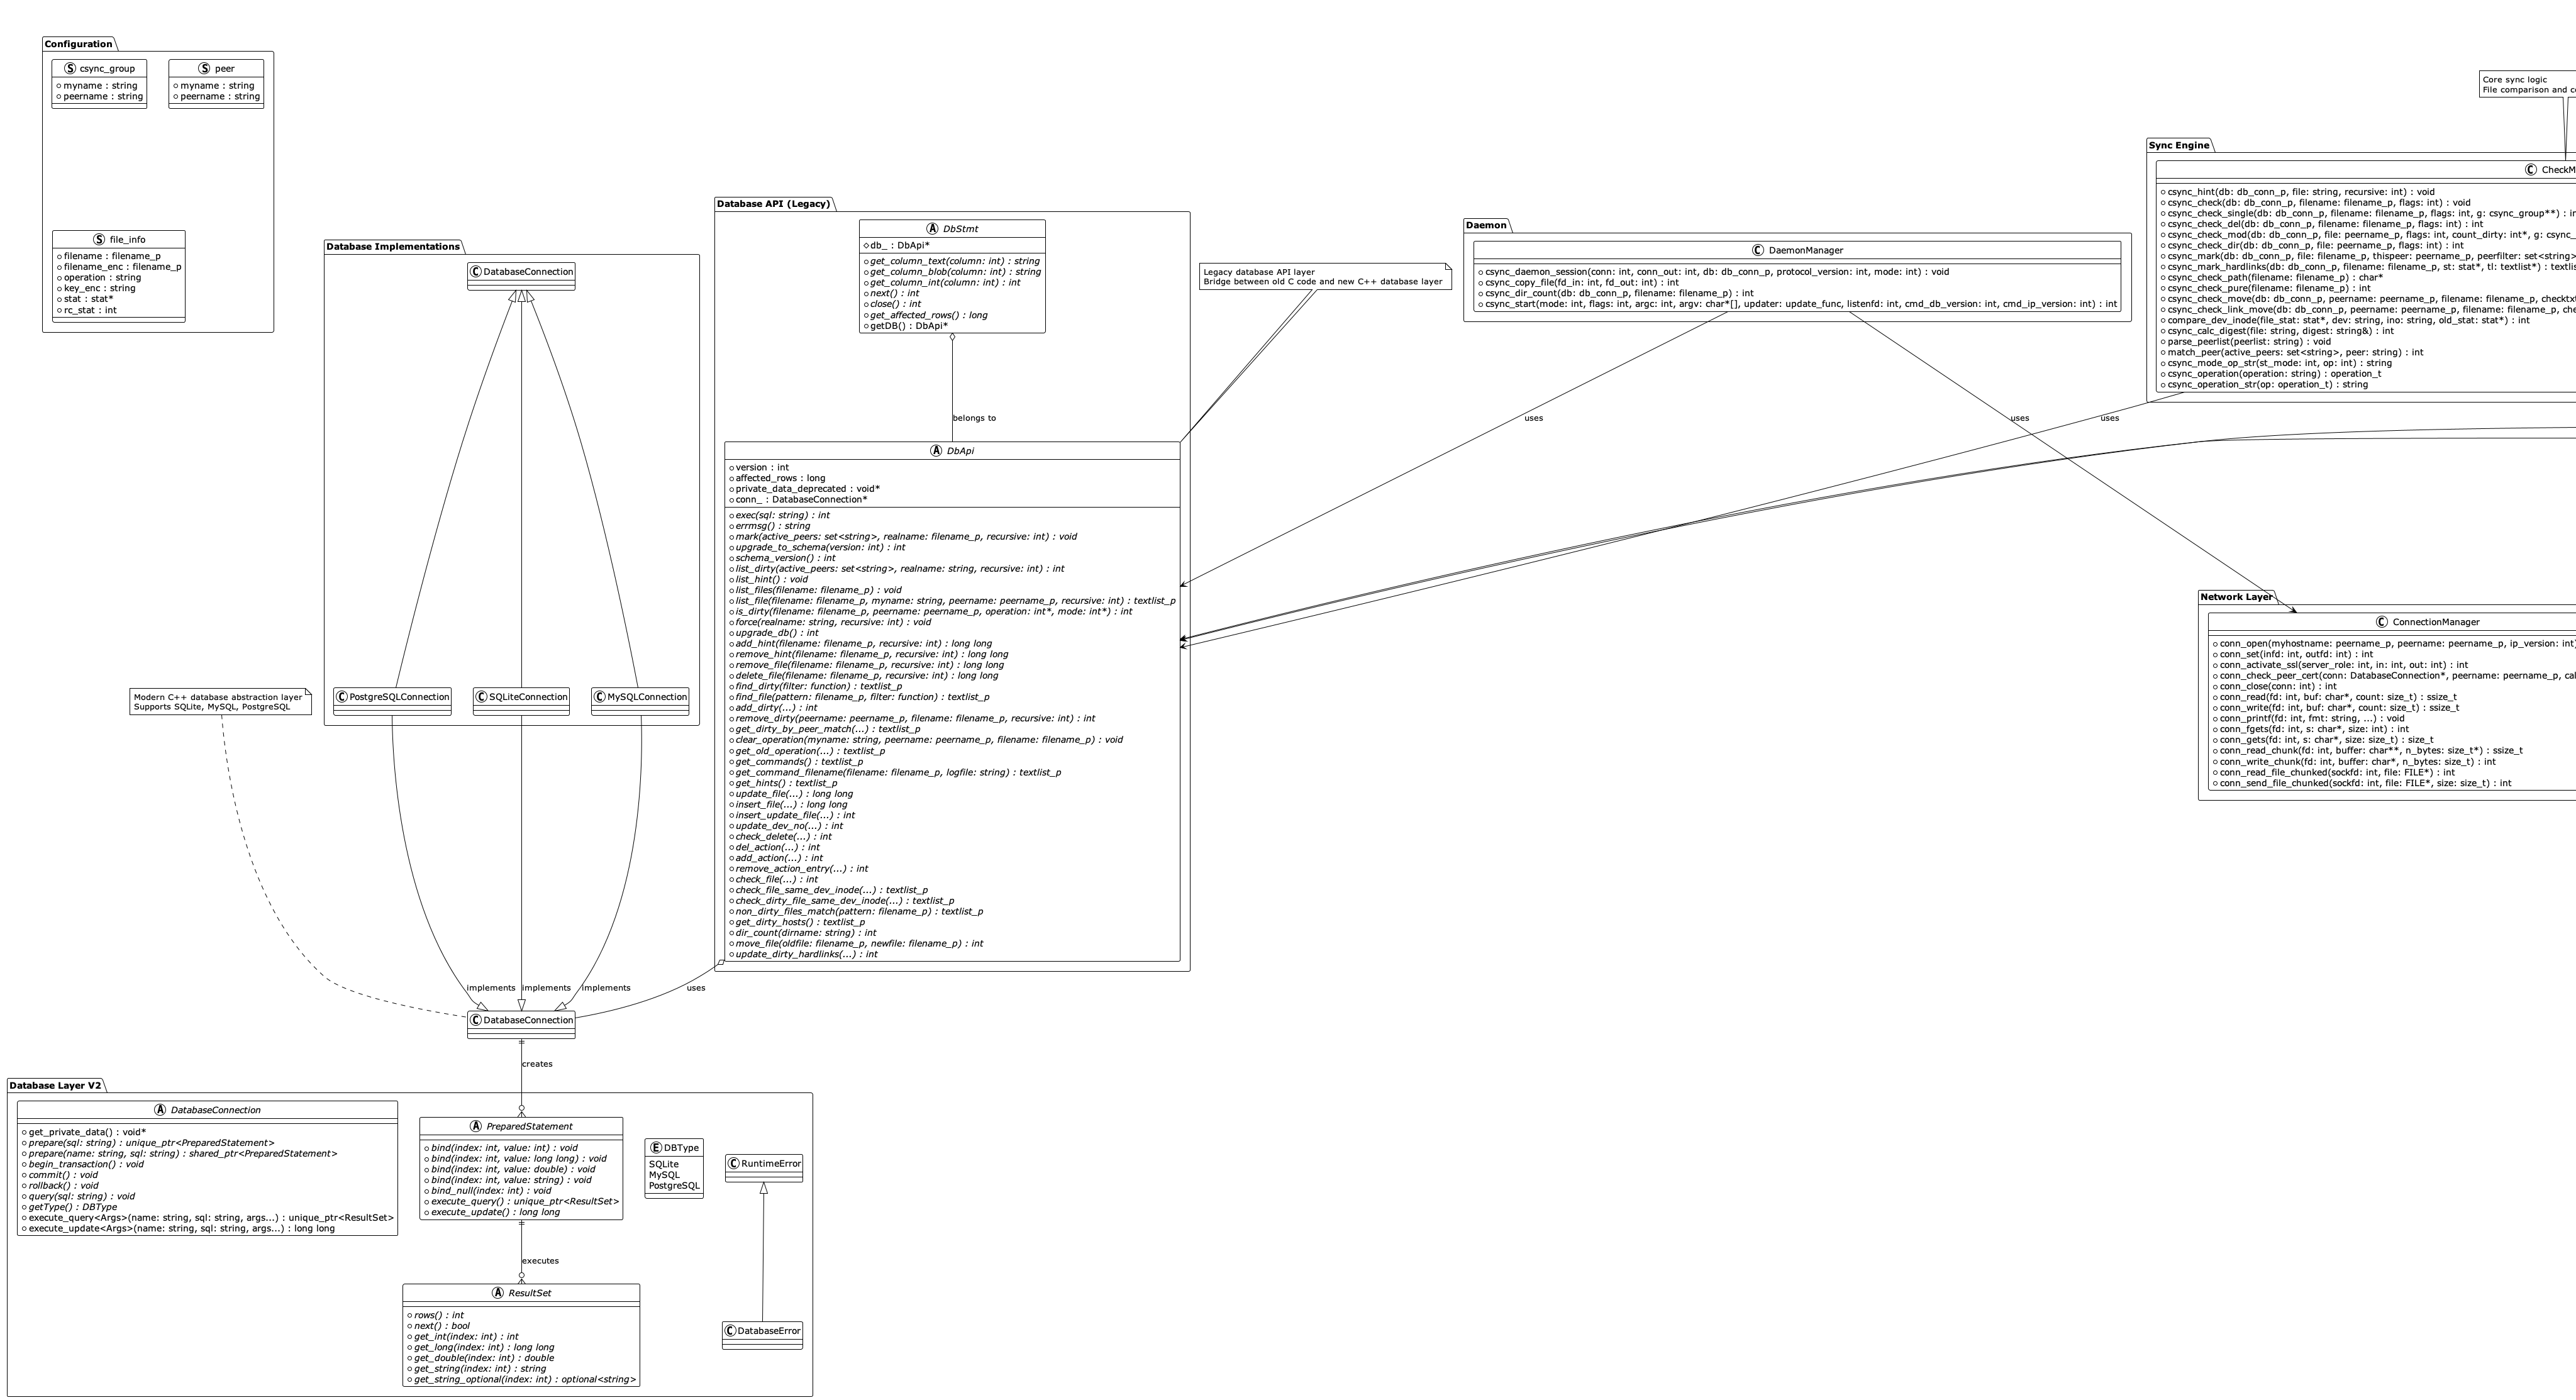 Configuration
csync_group
myname : string
peername : string
peer
myname : string
peername : string
file_info
filename : filename_p
filename_enc : filename_p
operation : string
key_enc : string
stat : stat*
rc_stat : int
Database Implementations
DatabaseConnection
PostgreSQLConnection
SQLiteConnection
MySQLConnection
Modern C++ database abstraction layer
Supports SQLite, MySQL, PostgreSQL
implements
implements
implements
Database API (Legacy)
DbStmt
db_ : DbApi*
get_column_text(column: int) : string
get_column_blob(column: int) : string
get_column_int(column: int) : int
next() : int
close() : int
get_affected_rows() : long
getDB() : DbApi*
belongs to
DbApi
version : int
affected_rows : long
private_data_deprecated : void*
conn_ : DatabaseConnection*
exec(sql: string) : int
errmsg() : string
mark(active_peers: set<string>, realname: filename_p, recursive: int) : void
upgrade_to_schema(version: int) : int
schema_version() : int
list_dirty(active_peers: set<string>, realname: string, recursive: int) : int
list_hint() : void
list_files(filename: filename_p) : void
list_file(filename: filename_p, myname: string, peername: peername_p, recursive: int) : textlist_p
is_dirty(filename: filename_p, peername: peername_p, operation: int*, mode: int*) : int
force(realname: string, recursive: int) : void
upgrade_db() : int
add_hint(filename: filename_p, recursive: int) : long long
remove_hint(filename: filename_p, recursive: int) : long long
remove_file(filename: filename_p, recursive: int) : long long
delete_file(filename: filename_p, recursive: int) : long long
find_dirty(filter: function) : textlist_p
find_file(pattern: filename_p, filter: function) : textlist_p
add_dirty(...) : int
remove_dirty(peername: peername_p, filename: filename_p, recursive: int) : int
get_dirty_by_peer_match(...) : textlist_p
clear_operation(myname: string, peername: peername_p, filename: filename_p) : void
get_old_operation(...) : textlist_p
get_commands() : textlist_p
get_command_filename(filename: filename_p, logfile: string) : textlist_p
get_hints() : textlist_p
update_file(...) : long long
insert_file(...) : long long
insert_update_file(...) : int
update_dev_no(...) : int
check_delete(...) : int
del_action(...) : int
add_action(...) : int
remove_action_entry(...) : int
check_file(...) : int
check_file_same_dev_inode(...) : textlist_p
check_dirty_file_same_dev_inode(...) : textlist_p
non_dirty_files_match(pattern: filename_p) : textlist_p
get_dirty_hosts() : textlist_p
dir_count(dirname: string) : int
move_file(oldfile: filename_p, newfile: filename_p) : int
update_dirty_hardlinks(...) : int
uses
Legacy database API layer
Bridge between old C code and new C++ database layer
Daemon
DaemonManager
csync_daemon_session(conn: int, conn_out: int, db: db_conn_p, protocol_version: int, mode: int) : void
csync_copy_file(fd_in: int, fd_out: int) : int
csync_dir_count(db: db_conn_p, filename: filename_p) : int
csync_start(mode: int, flags: int, argc: int, argv: char*[], updater: update_func, listenfd: int, cmd_db_version: int, cmd_ip_version: int) : int
uses
uses
uses
Core sync logic
File comparison and c
Sync Engine
CheckM
csync_hint(db: db_conn_p, file: string, recursive: int) : void
csync_check(db: db_conn_p, filename: filename_p, flags: int) : void
csync_check_single(db: db_conn_p, filename: filename_p, flags: int, g: csync_group**) : in
csync_check_del(db: db_conn_p, filename: filename_p, flags: int) : int
csync_check_mod(db: db_conn_p, file: peername_p, flags: int, count_dirty: int*, g: csync_
csync_check_dir(db: db_conn_p, file: peername_p, flags: int) : int
csync_mark(db: db_conn_p, file: filename_p, thispeer: peername_p, peerfilter: set<string>
csync_mark_hardlinks(db: db_conn_p, filename: filename_p, st: stat*, tl: textlist*) : textlis
csync_check_path(filename: filename_p) : char*
csync_check_pure(filename: filename_p) : int
csync_check_move(db: db_conn_p, peername: peername_p, filename: filename_p, checktxt
csync_check_link_move(db: db_conn_p, peername: peername_p, filename: filename_p, che
compare_dev_inode(file_stat: stat*, dev: string, ino: string, old_stat: stat*) : int
csync_calc_digest(file: string, digest: string&) : int
parse_peerlist(peerlist: string) : void
match_peer(active_peers: set<string>, peer: string) : int
csync_mode_op_str(st_mode: int, op: int) : string
csync_operation(operation: string) : operation_t
csync_operation_str(op: operation_t) : string
Network Layer
ConnectionManager
conn_open(myhostname: peername_p, peername: peername_p, ip_version: int)
conn_set(infd: int, outfd: int) : int
conn_activate_ssl(server_role: int, in: int, out: int) : int
conn_check_peer_cert(conn: DatabaseConnection*, peername: peername_p, cal
conn_close(conn: int) : int
conn_read(fd: int, buf: char*, count: size_t) : ssize_t
conn_write(fd: int, buf: char*, count: size_t) : ssize_t
conn_printf(fd: int, fmt: string, ...) : void
conn_fgets(fd: int, s: char*, size: int) : int
conn_gets(fd: int, s: char*, size: size_t) : size_t
conn_read_chunk(fd: int, buffer: char**, n_bytes: size_t*) : ssize_t
conn_write_chunk(fd: int, buffer: char*, n_bytes: size_t) : int
conn_read_file_chunked(sockfd: int, file: FILE*) : int
conn_send_file_chunked(sockfd: int, file: FILE*, size: size_t) : int
DatabaseConnection
creates
Database Layer V2
DatabaseConnection
get_private_data() : void*
prepare(sql: string) : unique_ptr<PreparedStatement>
prepare(name: string, sql: string) : shared_ptr<PreparedStatement>
begin_transaction() : void
commit() : void
rollback() : void
query(sql: string) : void
getType() : DBType
execute_query<Args>(name: string, sql: string, args...) : unique_ptr<ResultSet>
execute_update<Args>(name: string, sql: string, args...) : long long
PreparedStatement
bind(index: int, value: int) : void
bind(index: int, value: long long) : void
bind(index: int, value: double) : void
bind(index: int, value: string) : void
bind_null(index: int) : void
execute_query() : unique_ptr<ResultSet>
execute_update() : long long
DBType
SQLite
MySQL
PostgreSQL
RuntimeError
executes
ResultSet
rows() : int
next() : bool
get_int(index: int) : int
get_long(index: int) : long long
get_double(index: int) : double
get_string(index: int) : string
get_string_optional(index: int) : optional<string>
DatabaseError